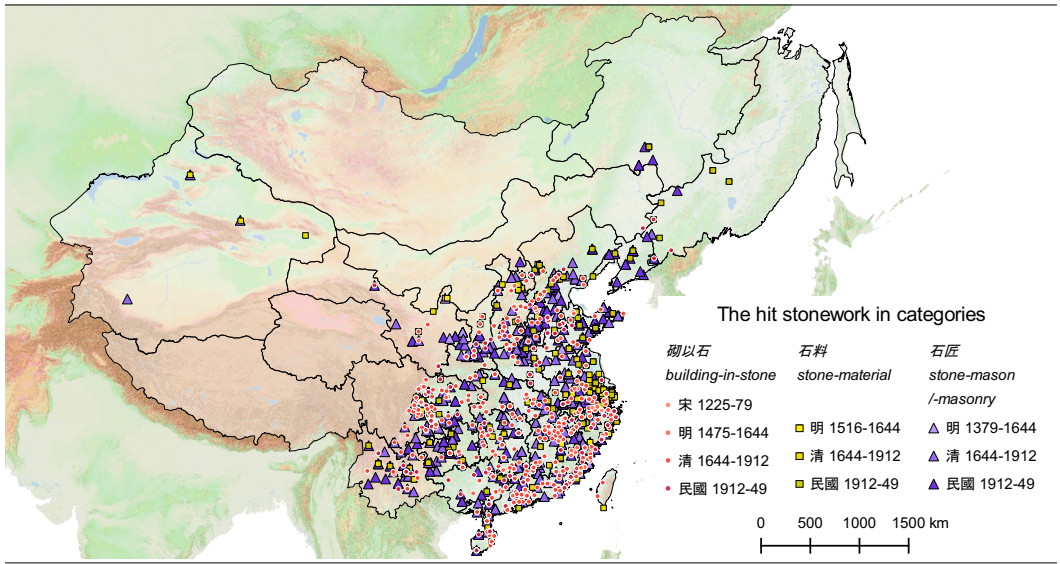 The hit stonework in categories
砌以石 石料 石匠
building-in-stone stone-material stone-mason
/-masonry
宋 1225-79
明 1475-1644 明 1516-1644 明 1379-1644
清 1644-1912 清 1644-1912 清 1644-1912
民國 1912-49 民國 1912-49 民國 1912-49
0 500 1000 1500 km